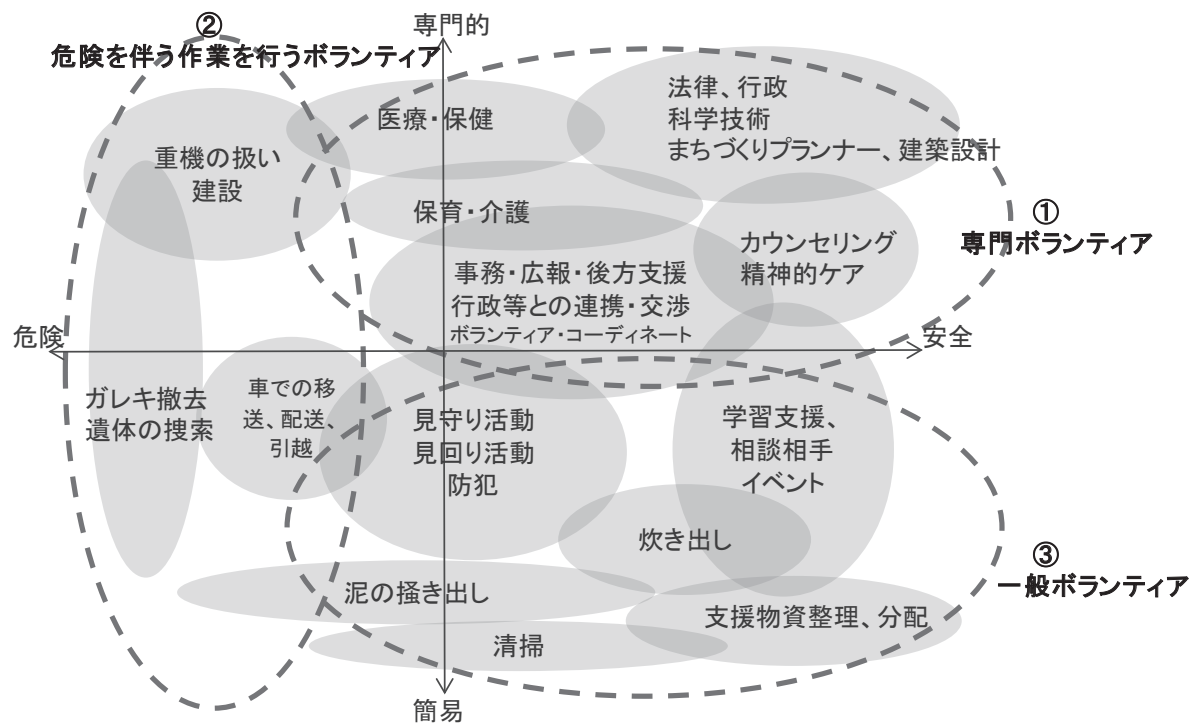 ②
危険を伴う作業を行うボランティア
専門的
法律、行政
科学技術
まちづくりプランナー、建築設計
医療・保健
重機の扱い
建設
保育・介護
①
専門ボランティア
カウンセリング
精神的ケア
事務・広報・後方支援
行政等との連携・交渉
ボランティア・コーディネート
危険
安全
ガレキ撤去
遺体の捜索
車での移
送、配送、
引越
見守り活動
見回り活動
防犯
学習支援、
相談相手
イベント
炊き出し
③
一般ボランティア
泥の掻き出し
支援物資整理、分配
清掃
簡易